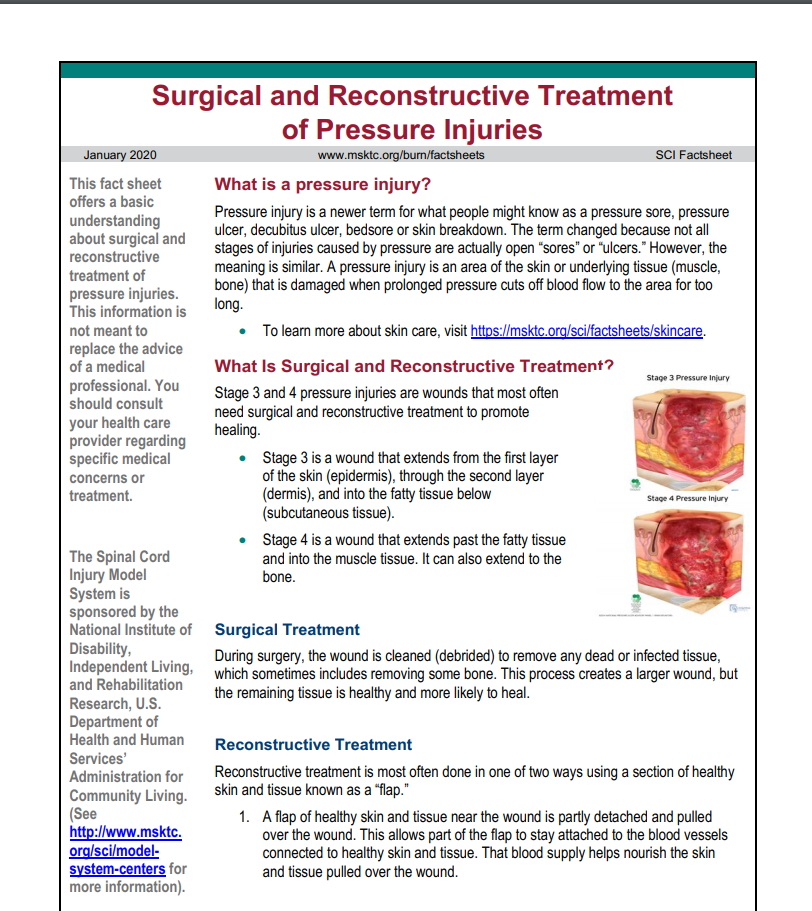 Surgical and Reconstructive Treatment
of Pressure Injuries
January 2020 www.msktc.org/burn/factsheets SCI Factsheet
This fact sheet
offers a basic
understanding
about surgical and
reconstructive
treatment of
pressure injuries.
This information is
not meant to
replace the advice
of a medical
professional. You
should consult
your health care
provider regarding
specific medical
concerns or
treatment.
The Spinal Cord
Injury Model
System is
sponsored by the
National Institute of
Disability,
Independent Living,
and Rehabilitation
Research, U.S.
Department of
Health and Human
Services’
Administration for
Community Living.
(See
http://www.msktc.
org/sci/model-
system-centers for
more information).
What is a pressure injury?
Pressure injury is a newer term for what people might know as a pressure sore, pressure
ulcer, decubitus ulcer, bedsore or skin breakdown. The term changed because not all
stages of injuries caused by pressure are actually open “sores” or “ulcers.” However, the
meaning is similar. A pressure injury is an area of the skin or underlying tissue (muscle,
bone) that is damaged when prolonged pressure cuts off blood flow to the area for too
long.
• To learn more about skin care, visit https://msktc.org/sci/factsheets/skincare.
What Is Surgical and Reconstructive Treatment?
Stage 3 and 4 pressure injuries are wounds that most often
need surgical and reconstructive treatment to promote
healing.
• Stage 3 is a wound that extends from the first layer
of the skin (epidermis), through the second layer
(dermis), and into the fatty tissue below
(subcutaneous tissue).
• Stage 4 is a wound that extends past the fatty tissue
and into the muscle tissue. It can also extend to the
bone.
Stage 3 Pressure Injury
Stage 4 Pressure Injury
Surgical Treatment
During surgery, the wound is cleaned (debrided) to remove any dead or infected tissue,
which sometimes includes removing some bone. This process creates a larger wound, but
the remaining tissue is healthy and more likely to heal.
Reconstructive Treatment
Reconstructive treatment is most often done in one of two ways using a section of healthy
skin and tissue known as a “flap.”
1. A flap of healthy skin and tissue near the wound is partly detached and pulled
over the wound. This allows part of the flap to stay attached to the blood vessels
connected to healthy skin and tissue. That blood supply helps nourish the skin
and tissue pulled over the wound.